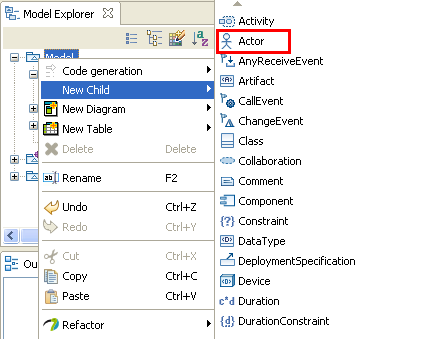 Model Explorer
Model
Code generation
New Child
New Diagram
New Table
Delete Delete
Rename F2
Undo Ctrl+Z
Redo Ctrl+Y
Cut Ctrl+X
Copy Ctrl+C
Paste Ctrl+V
Refactor
Ou
Activity
Actor
AnyReceiveEvent
Artifact
CallEvent
ChangeEvent
Class
Collaboration
Comment
Component
Constraint
DataType
DeploymentSpecification
Device
Duration
DurationConstraint